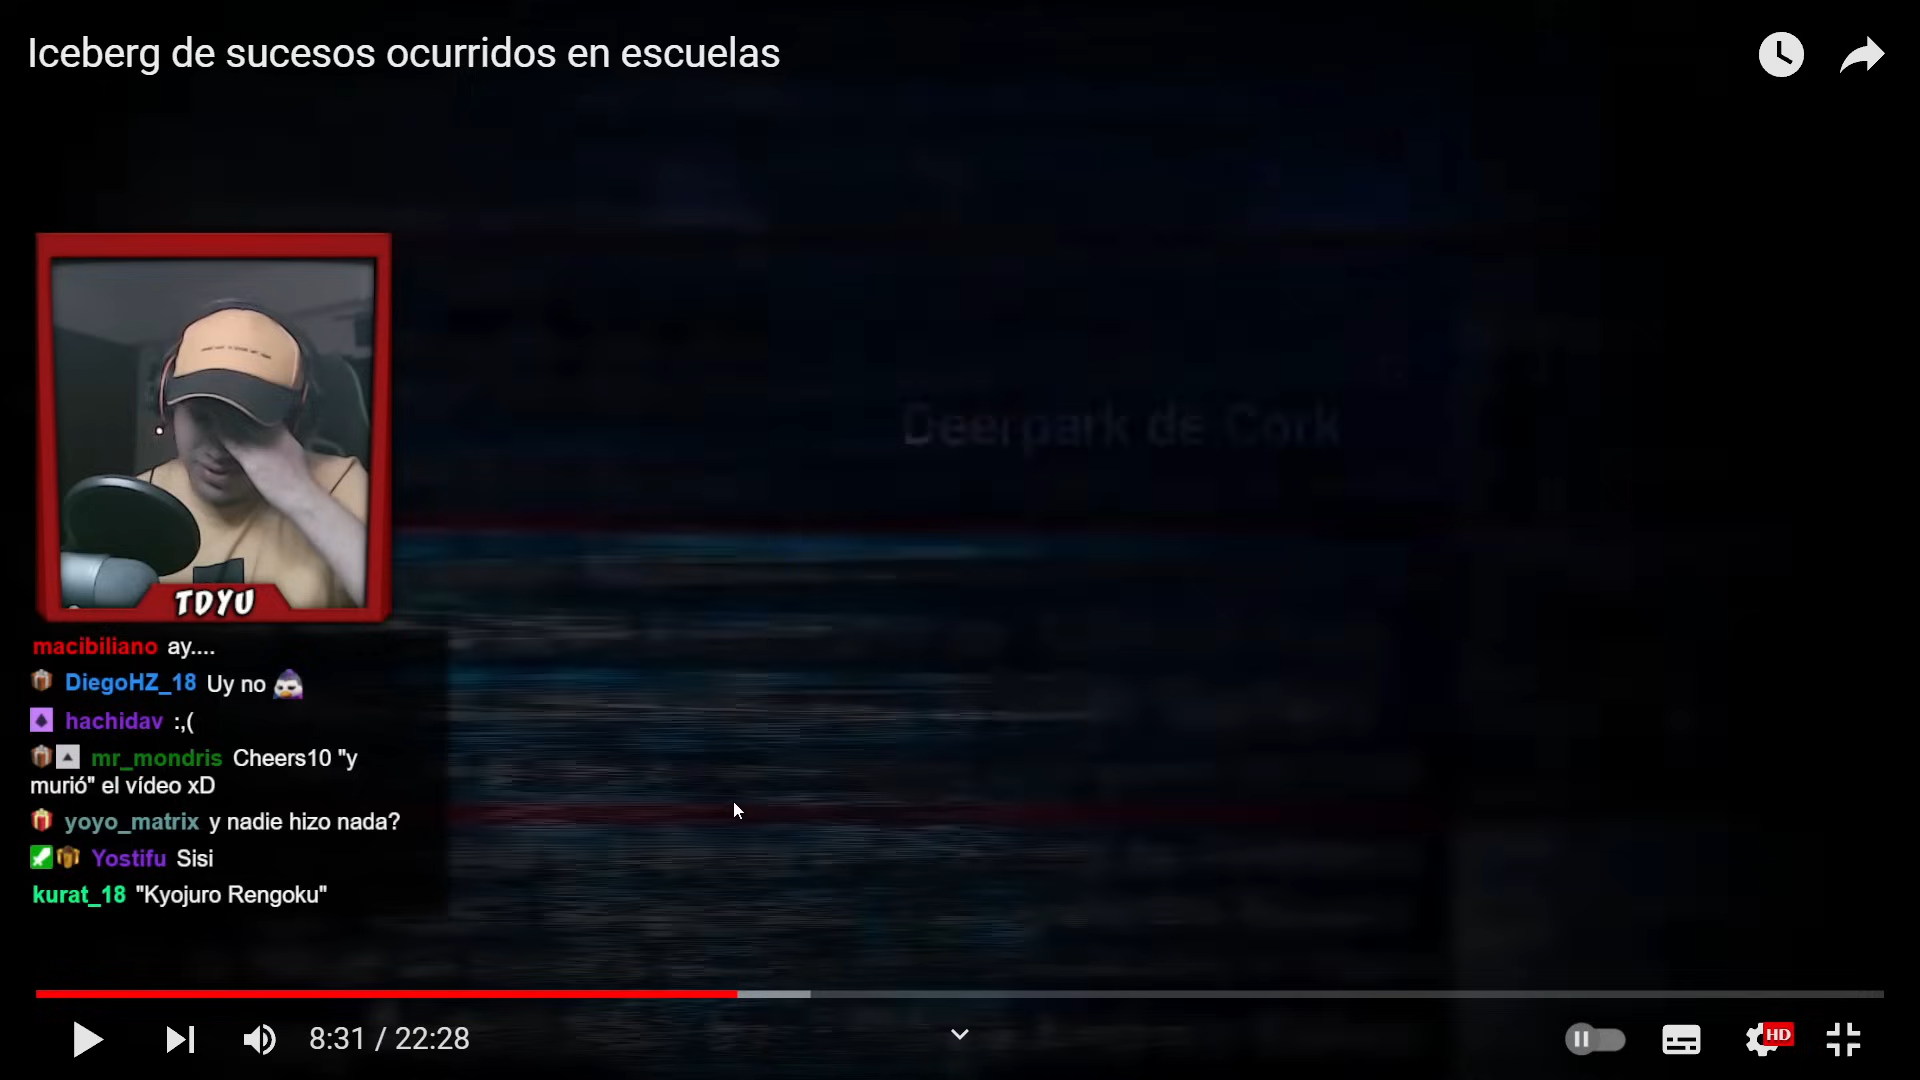 Iceberg de sucesos ocurridos en escuelas
Deerpark de Cork
TDYU
macibiliano ay....
DiegoHZ_18 Uy no
hachidav :,(
mr_mondris Cheers10 "y
murió" el vídeo xD
yoyo_matrix y nadie hizo nada?
Yostifu Sisi
kurat_18 "Kyojuro Rengoku"
8:31 / 22:28
HD